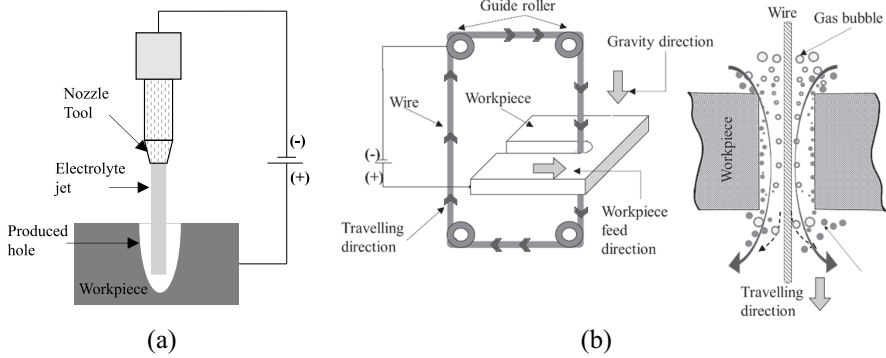 Nozzle
Tool
Electrolyte
jet
Produced
hole
Workpiece
(-)
(+)
(a)
Guide roller
Gravity direction
Wire
Workpiece
(-)
(+)
Travelling
direction
Workpiece
feed
direction
Wire
Gas bubble
Workpiece
Travelling
direction
(b)